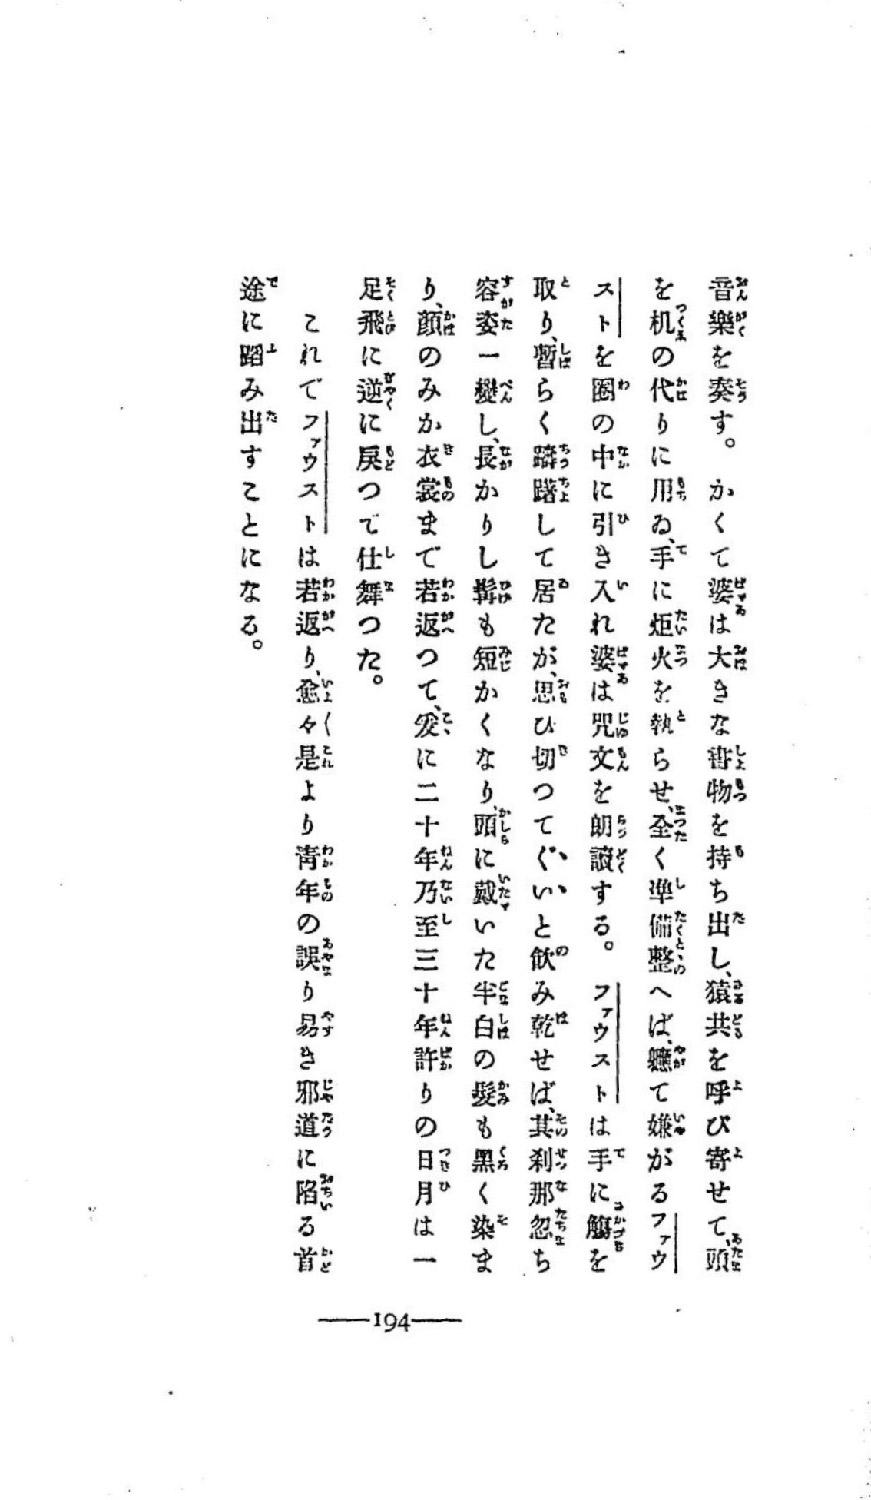 音樂を奏す。かくて婆は大きな書物を持ち出し、猿共を呼び寄せて、頭
を机の代りに用ゐ、手に炬火を執らせ、全く準備整へば、軈て嫌がるファウ
ストを圏の中に引き入れ婆は咒文を朗讀する。ファウストは手に觴を
取り、暫らく躊躇して居たが、思ひ切つてぐいと飮み乾せば、其刹那忽ち
容姿一變し、長かりし髯も短かくなり、頭に戴いた半白の髮も黑く染ま
り、顏のみか衣裳まで若返つて、爰に二十年乃至三十年許りの日月は一
足飛に逆に戾つて仕舞つた。
これでファウストは若返り、愈々是より靑年の誤り易き邪道に陷る首
途に踏み出すことになる。
194